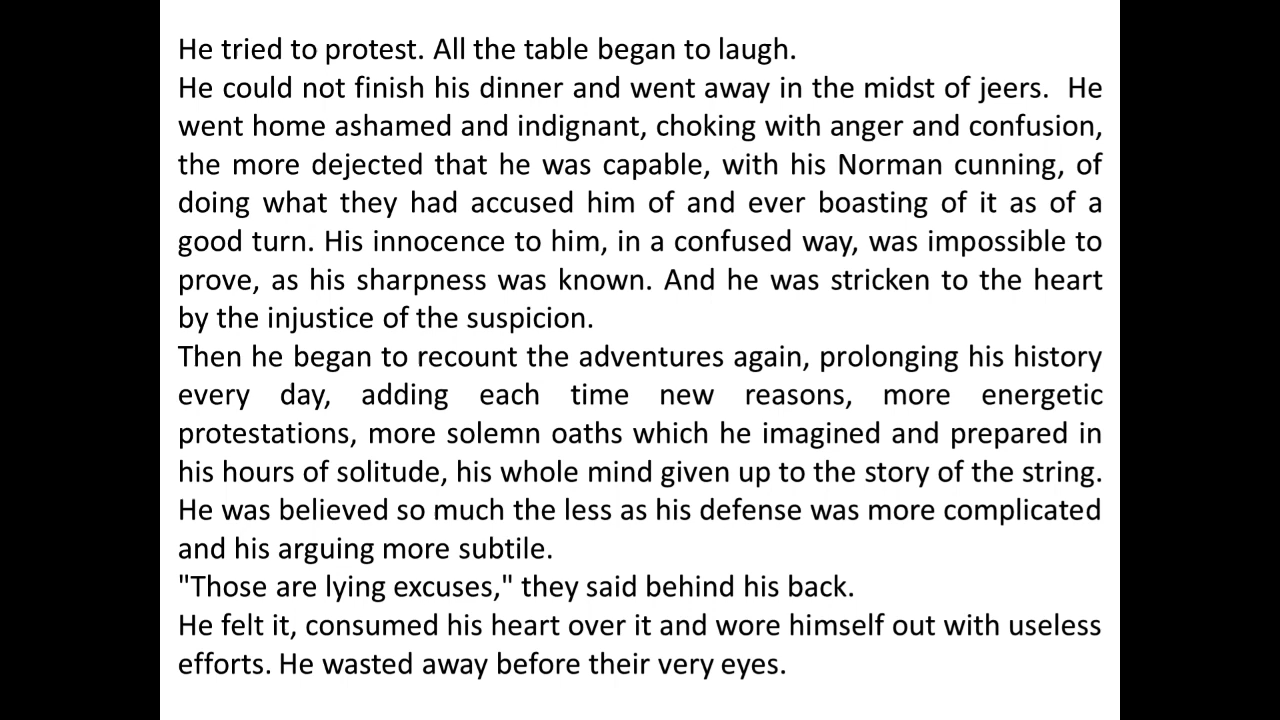 He tried to protest. All the table began to laugh.
He could not finish his dinner and went away in the midst of jeers.  He
went home ashamed and indignant, choking with anger and confusion,
the more dejected that he was capable, with his Norman cunning, of
doing what they had accused him of and ever boasting of it as of a
good turn. His innocence to him, in a confused way, was impossible to
prove, as his sharpness was known. And he was stricken to the heart
by the injustice of the suspicion.
Then he began to recount the adventures again, prolonging his history
every day, adding each time new reasons, more energetic
protestations, more solemn oaths which he imagined and prepared in
his hours of solitude, his whole mind given up to the story of the string.
He was believed so much the less as his defense was more complicated
and his arguing more subtile.
"Those are lying excuses," they said behind his back.
He felt it, consumed his heart over it and wore himself out with useless
efforts. He wasted away before their very eyes.